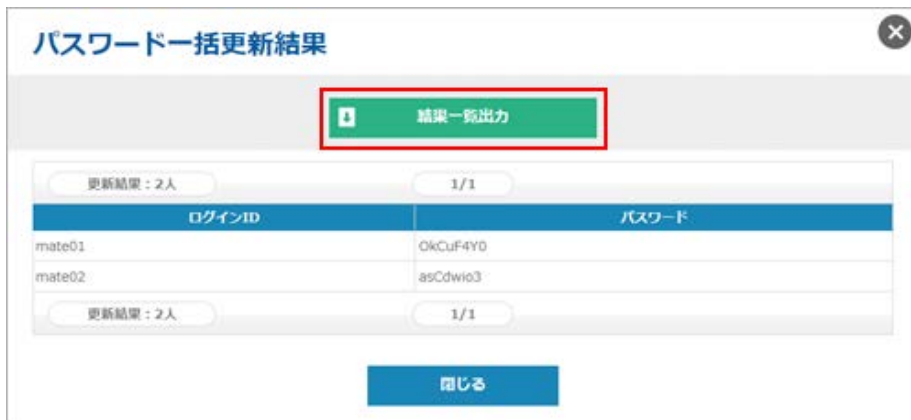 パスワード一括更新結果
結果一覧出力
更新結果：2人 1/1
ログインID パスワード
mate01 OkCuF4Y0
mate02 asCdwio3
更新結果：2人 1/1
閉じる